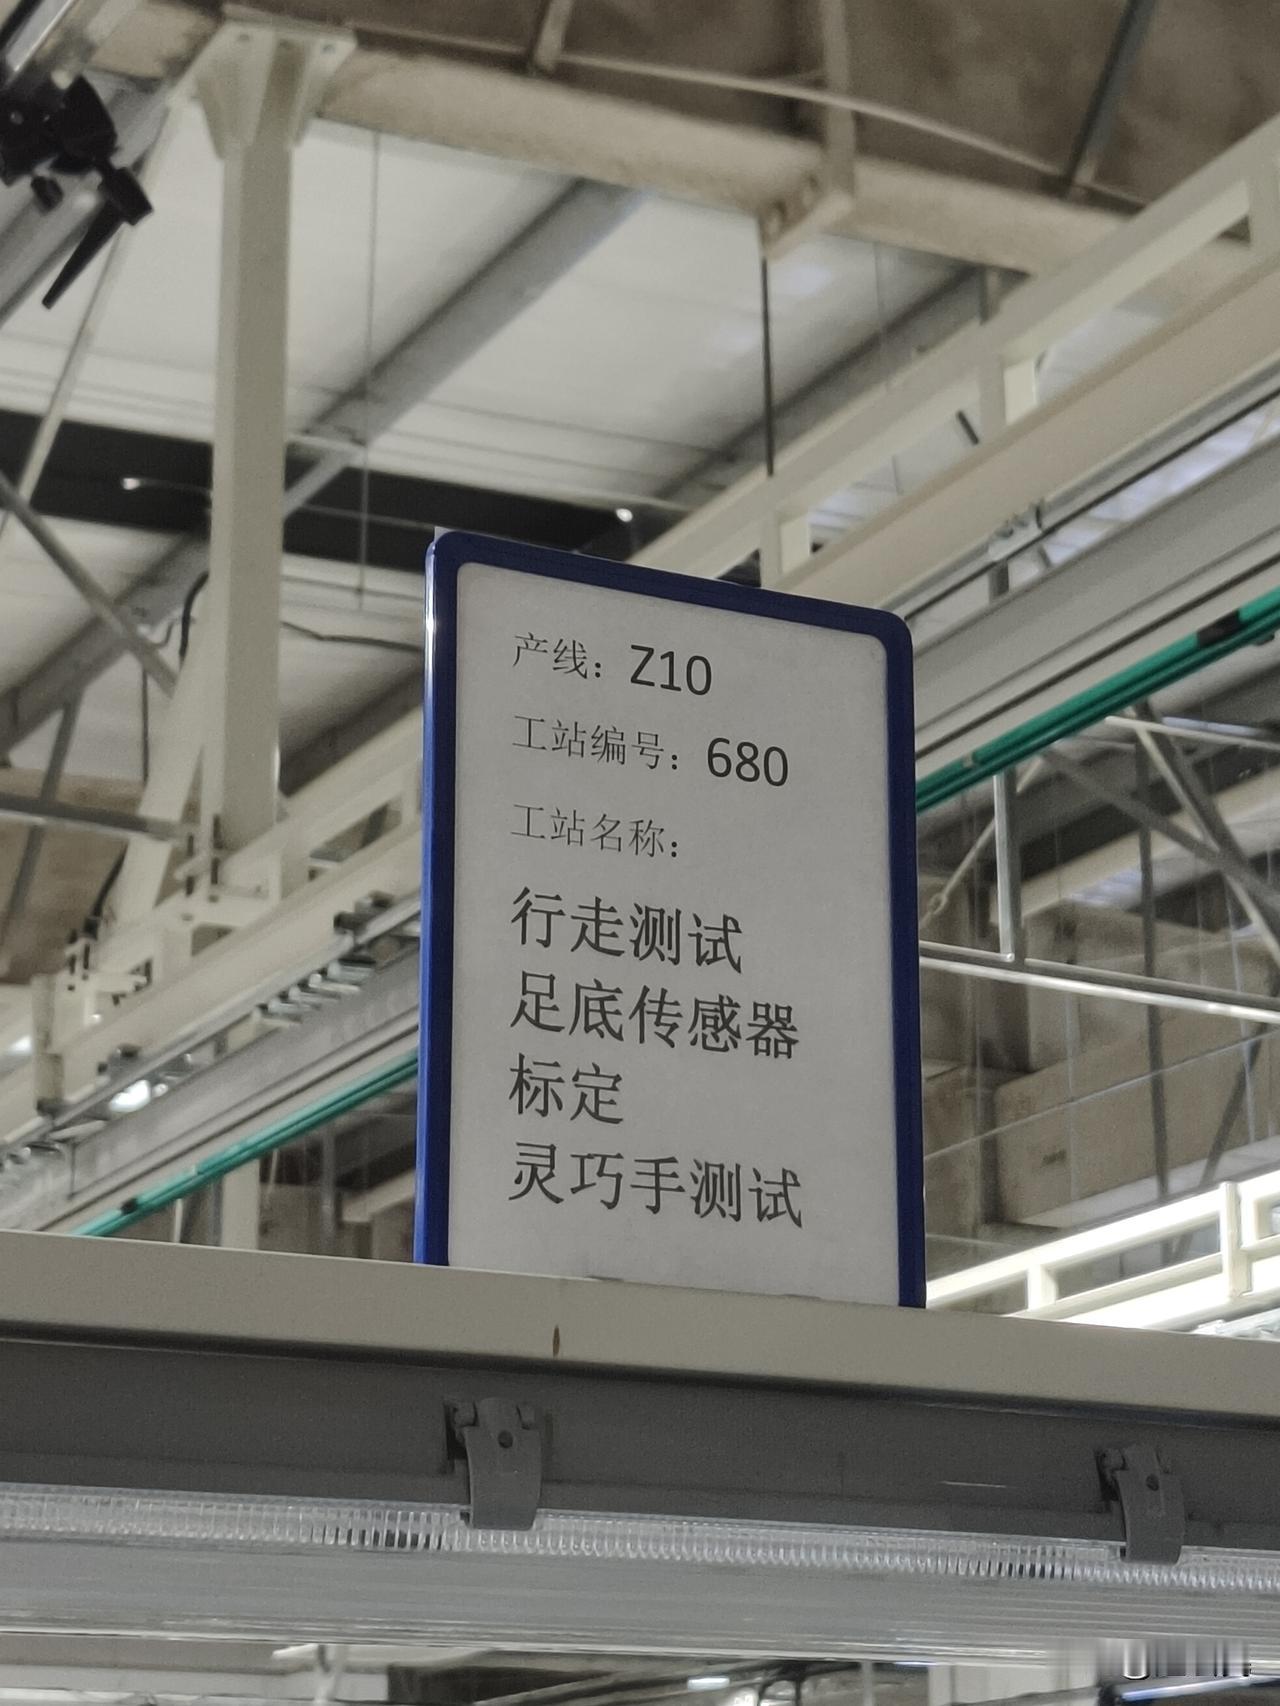 产线：Z10
工站编号：680
工站名称：
行走测试
足底传感器
标定
灵巧手测试